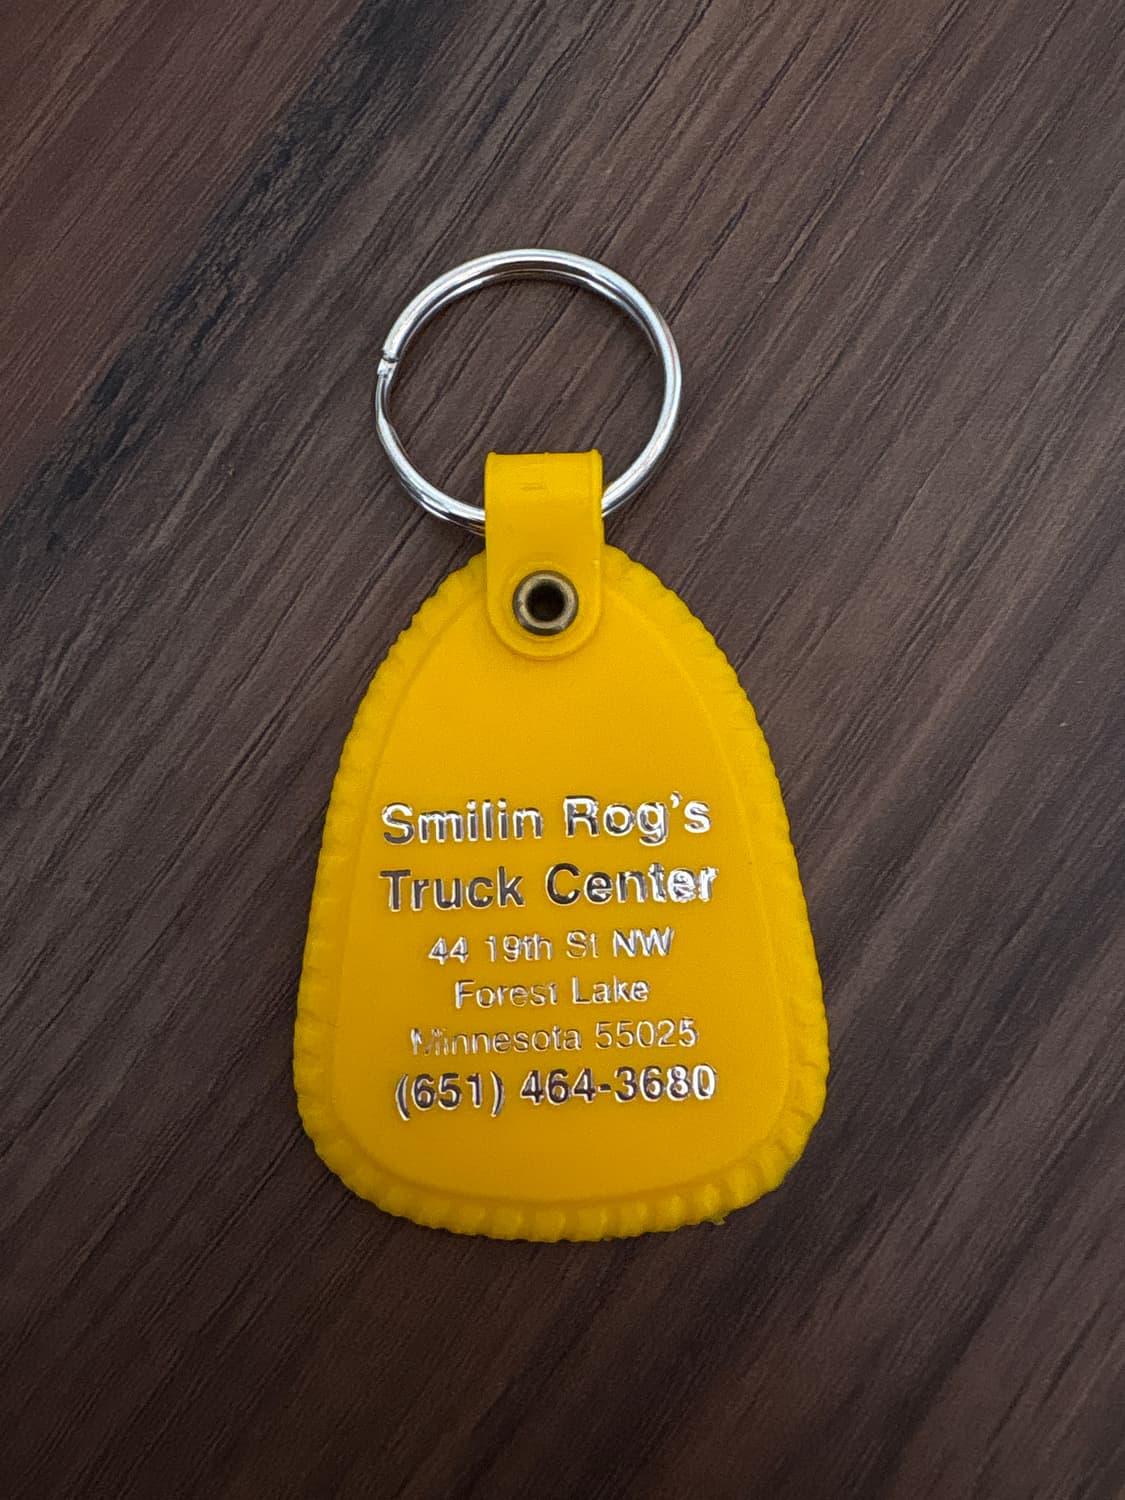 Smilin Rog's
Truck Center
44 19th St NW
Forest Lake
Minnesota 55025
(651) 464-3680